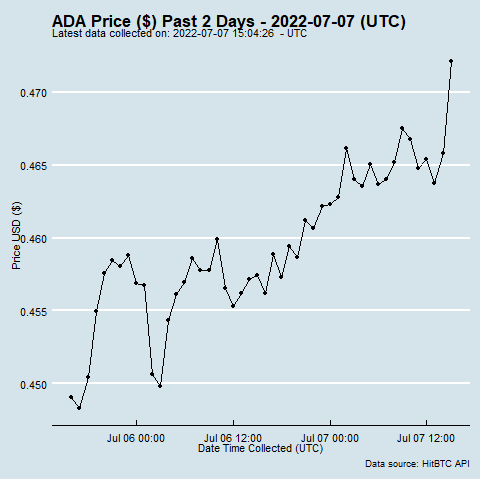 ADA Price ($) Past 2 Days - 2022-07-07 (UTC)
Latest data collected on: 2022-07-07 15:04:26  - UTC
0.470
0.465
0.460
0.455
0.450
Price USD ($)
Jul 06 00:00 Jul 06 12:00 Jul 07 00:00 Jul 07 12:00
Date Time Collected (UTC)
Data source: HitBTC API